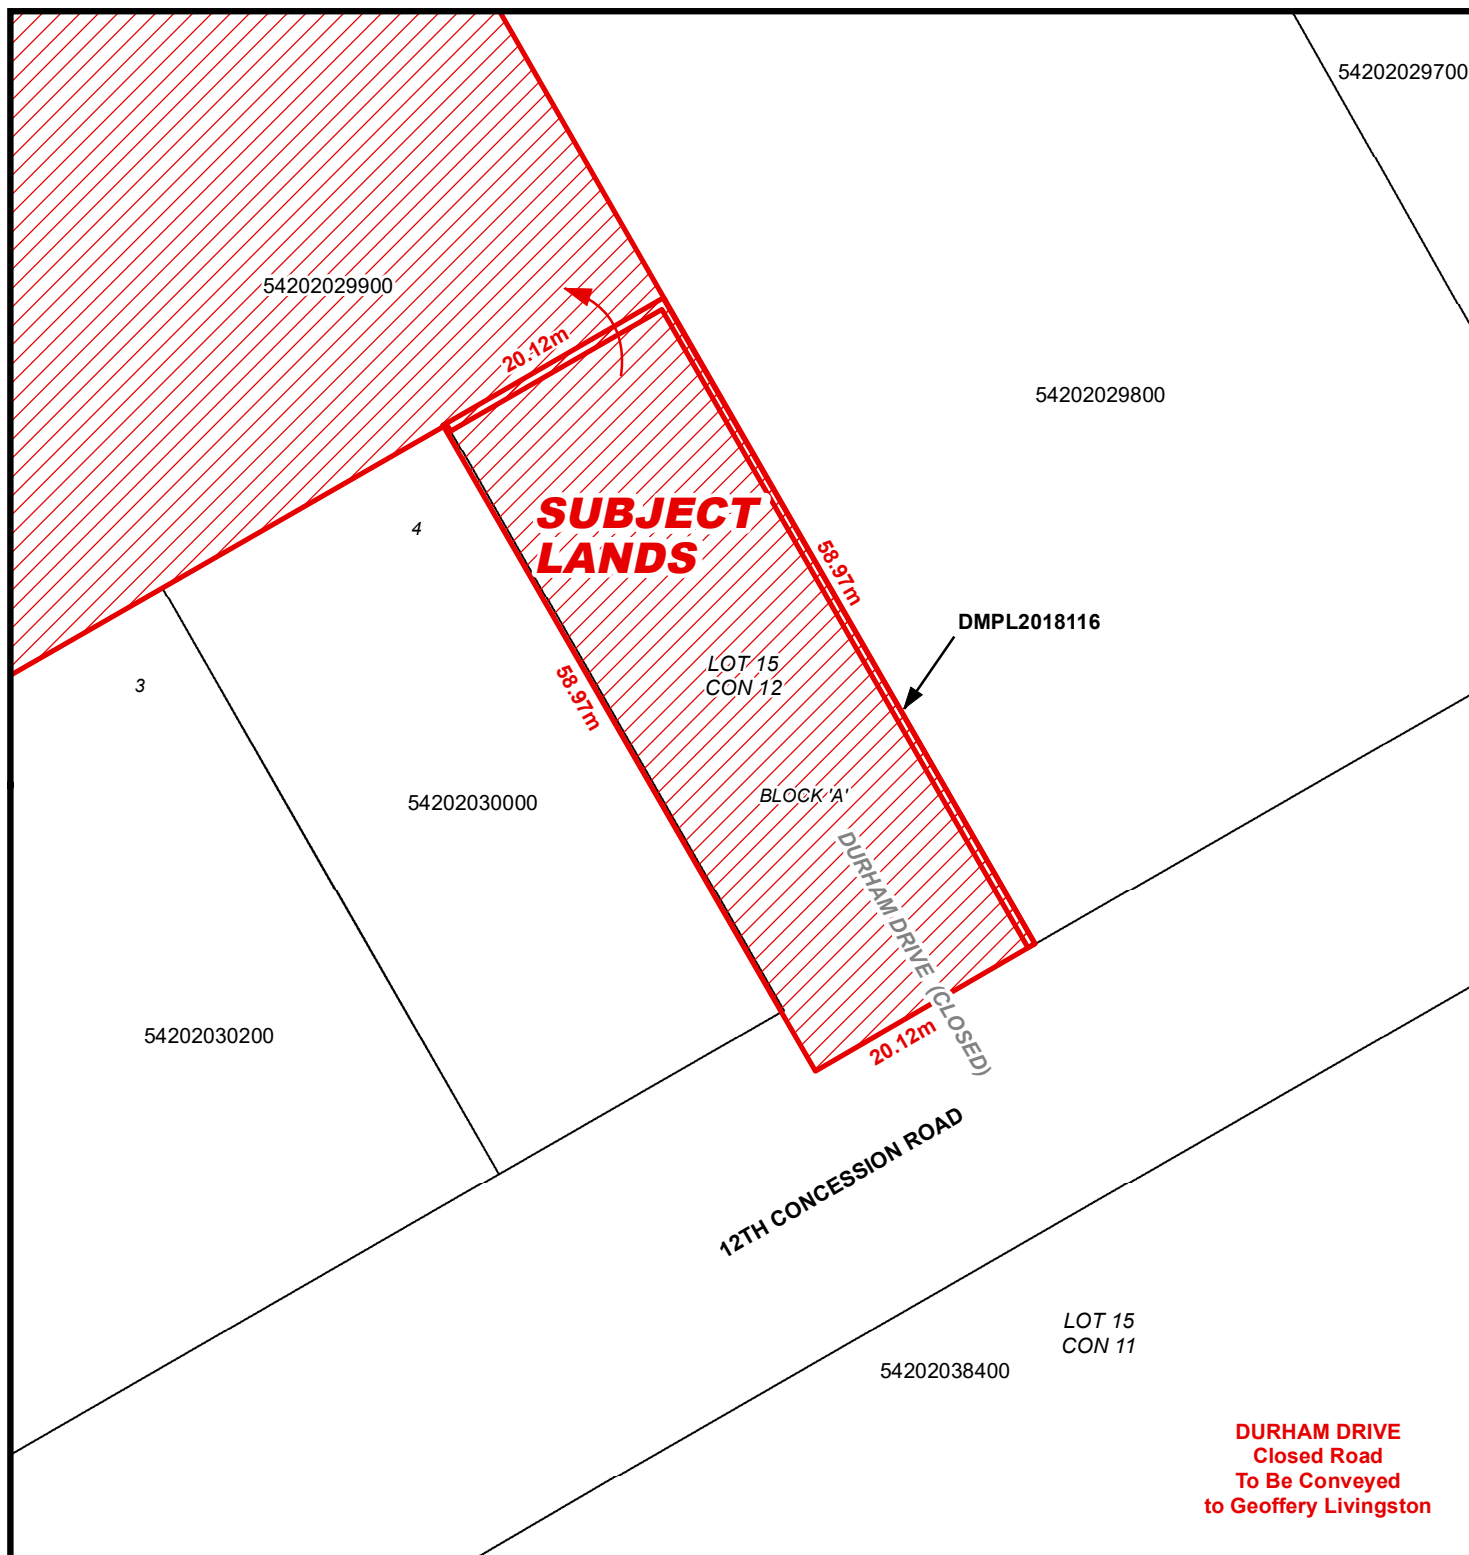 54202029700
54202029900
20.12m
54202029800
4
SUBJECT
LANDS
58.97m
DMPL2018116
LOT 15
CON 12
3
58.97m
54202030000
BLOCK 'A'
DURHAM DRIVE (CLOSED)
54202030200
20.12m
12TH CONCESSION ROAD
LOT 15
CON 11
54202038400
DURHAM DRIVE
Closed Road
To Be Conveyed
to Geoffery Livingston